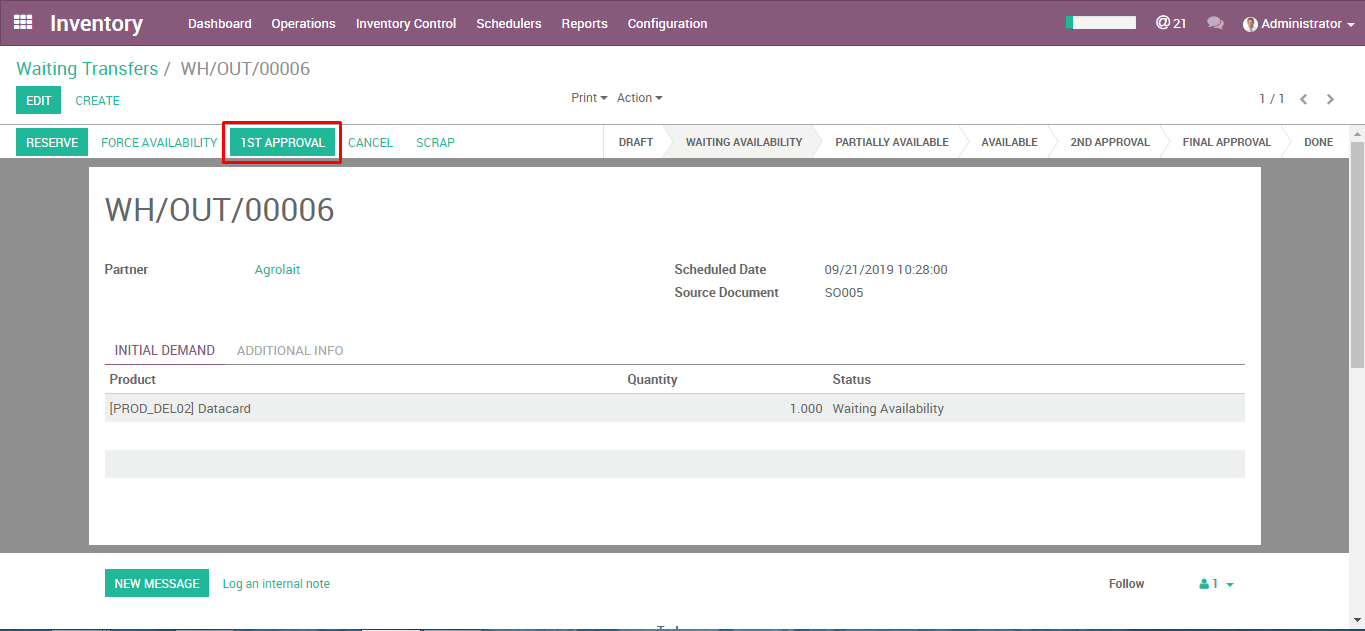 Inventory Dashboard Operations Inventory Control Schedulers Reports Configuration @ 21 Administrator
Waiting Transfers / WH/OUT/00006
EDIT CREATE Print Action 1 / 1
RESERVE FORCE AVAILABILITY 1ST APPROVAL CANCEL SCRAP DRAFT WAITING AVAILABILITY PARTIALLY AVAILABLE AVAILABLE 2ND APPROVAL FINAL APPROVAL DONE
WH/OUT/00006
Partner Agrolait Scheduled Date 09/21/2019 10:28:00
Source Document SO005
INITIAL DEMAND ADDITIONAL INFO
Product Quantity Status
[PROD_DEL02] Datacard 1.000 Waiting Availability
NEW MESSAGE Log an internal note Follow 1